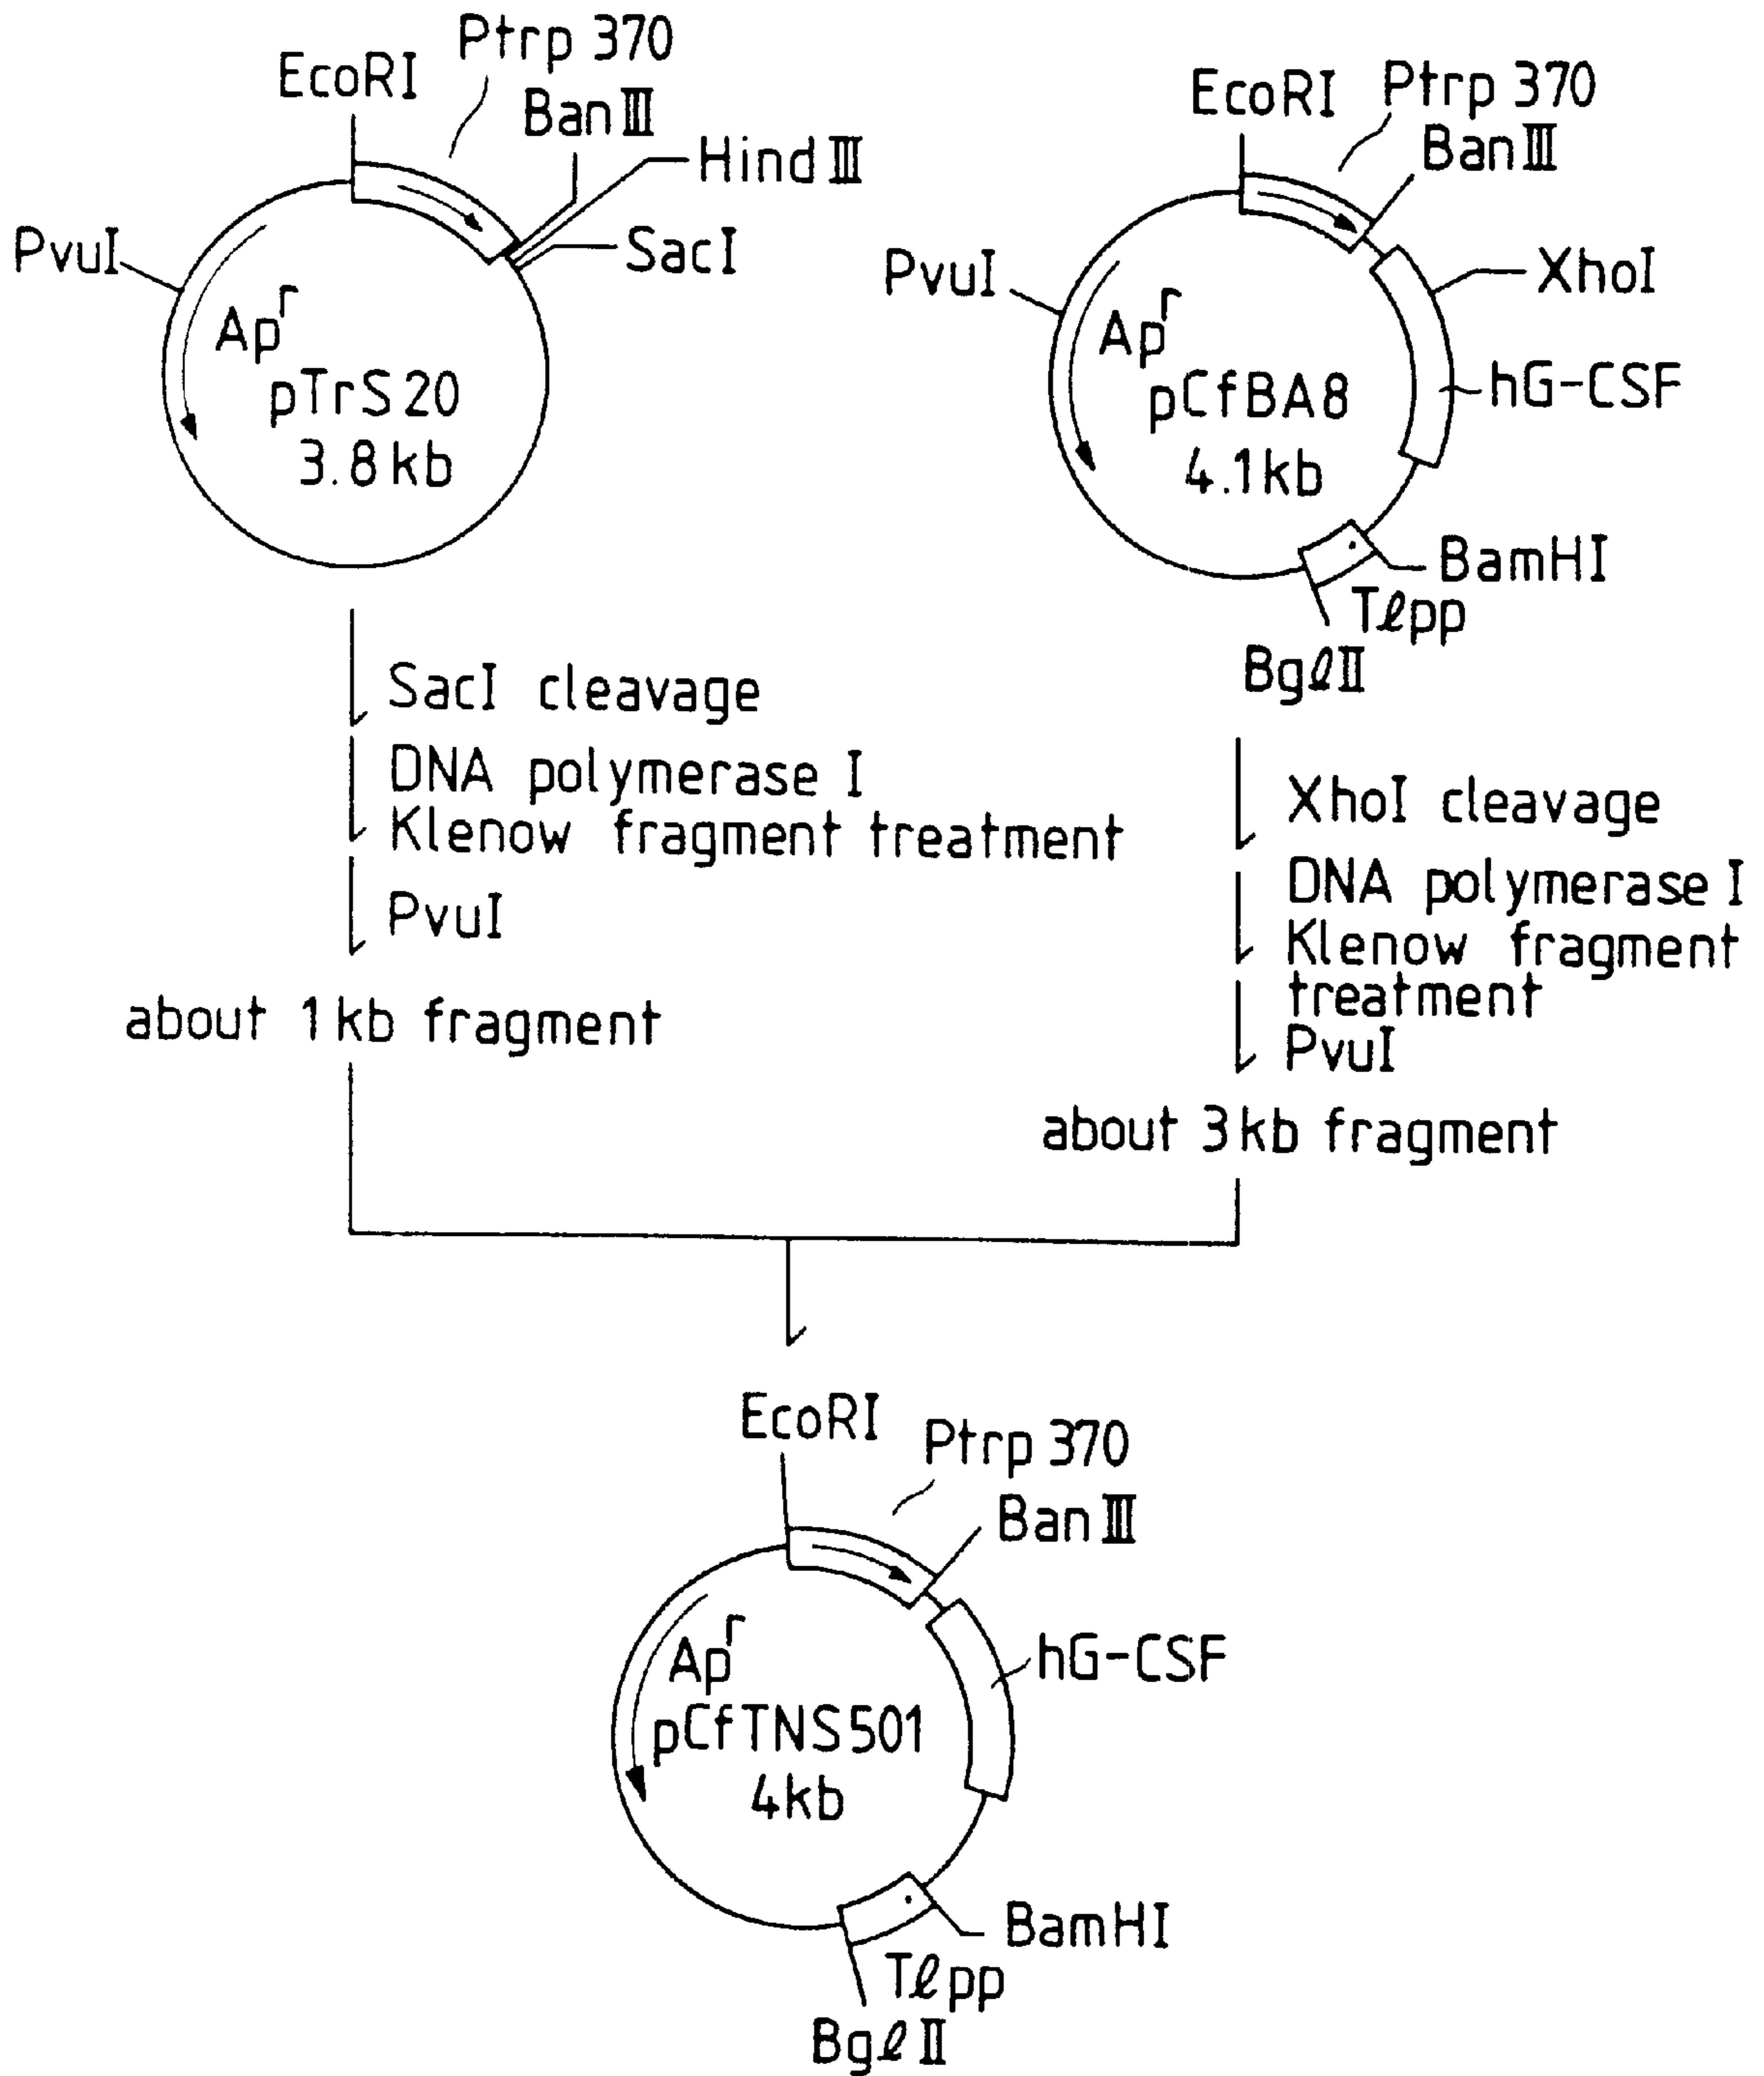 EcoRI
Ptrp 370
BanIII
HindIII
SacI
PvuI
Apr
pTrS20
3.8kb
EcoRI
Ptrp 370
BanIII
XhoI
PvuI
Apr
pCfBA8
4.1kb
hG-CSF
BamHI
Tℓpp
BgℓII
SacI cleavage
DNA polymerase I
Klenow fragment treatment
PvuI
about 1kb fragment
XhoI cleavage
DNA polymerase I
Klenow fragment
treatment
PvuI
about 3kb fragment
EcoRI
Ptrp 370
BanIII
Apr
hG-CSF
pCfTNS501
4kb
BamHI
Tℓpp
BgℓII